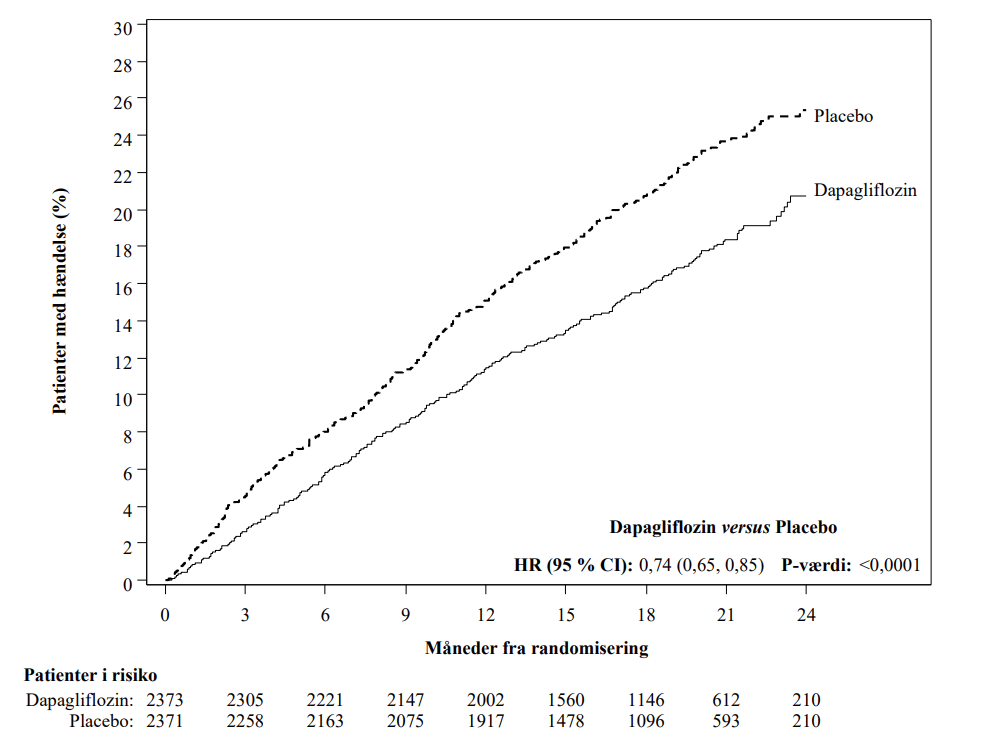 30
28
26
24
22
20
18
16
14
12
10
8
6
4
2
0
Patienter med hændelse (%)
Placebo
Dapagliflozin
Dapagliflozin versus Placebo
HR (95 % CI): 0,74 (0,65, 0,85) P-værdi: <0,0001
0 3 6 9 12 15 18 21 24
Måneder fra randomisering
Patienter i risiko
Dapagliflozin: 2373 2305 2221 2147 2002 1560 1146 612 210
Placebo: 2371 2258 2163 2075 1917 1478 1096 593 210